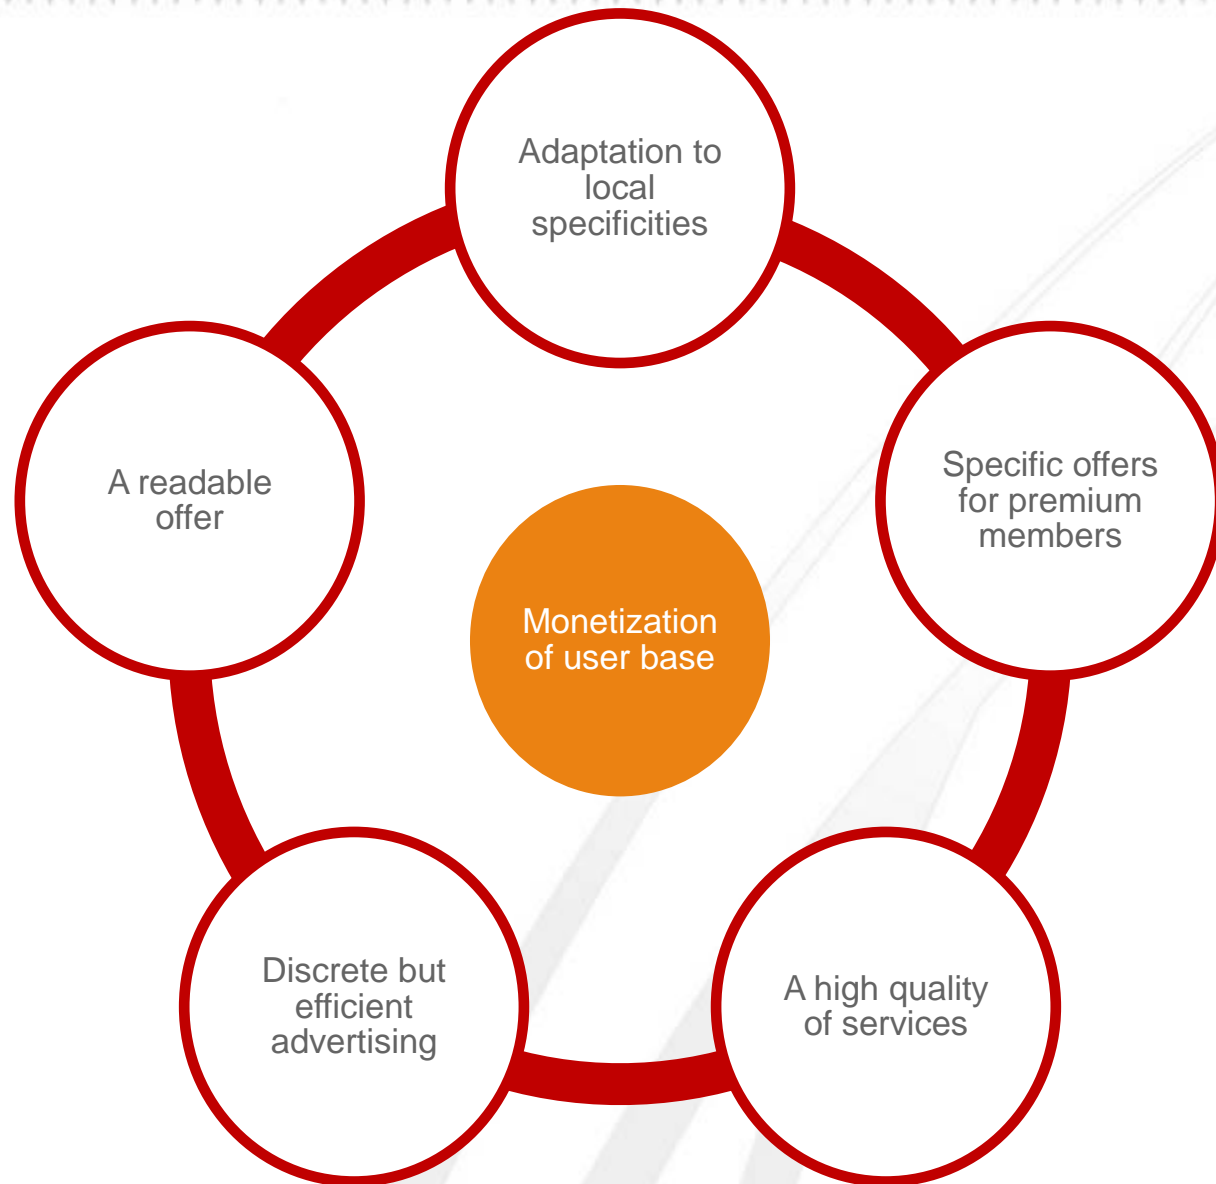 Adaptation to
local
specificities
Specific offers
for premium
members
A readable
offer
Monetization
of user base
Discrete but
efficient
advertising
A high quality
of services